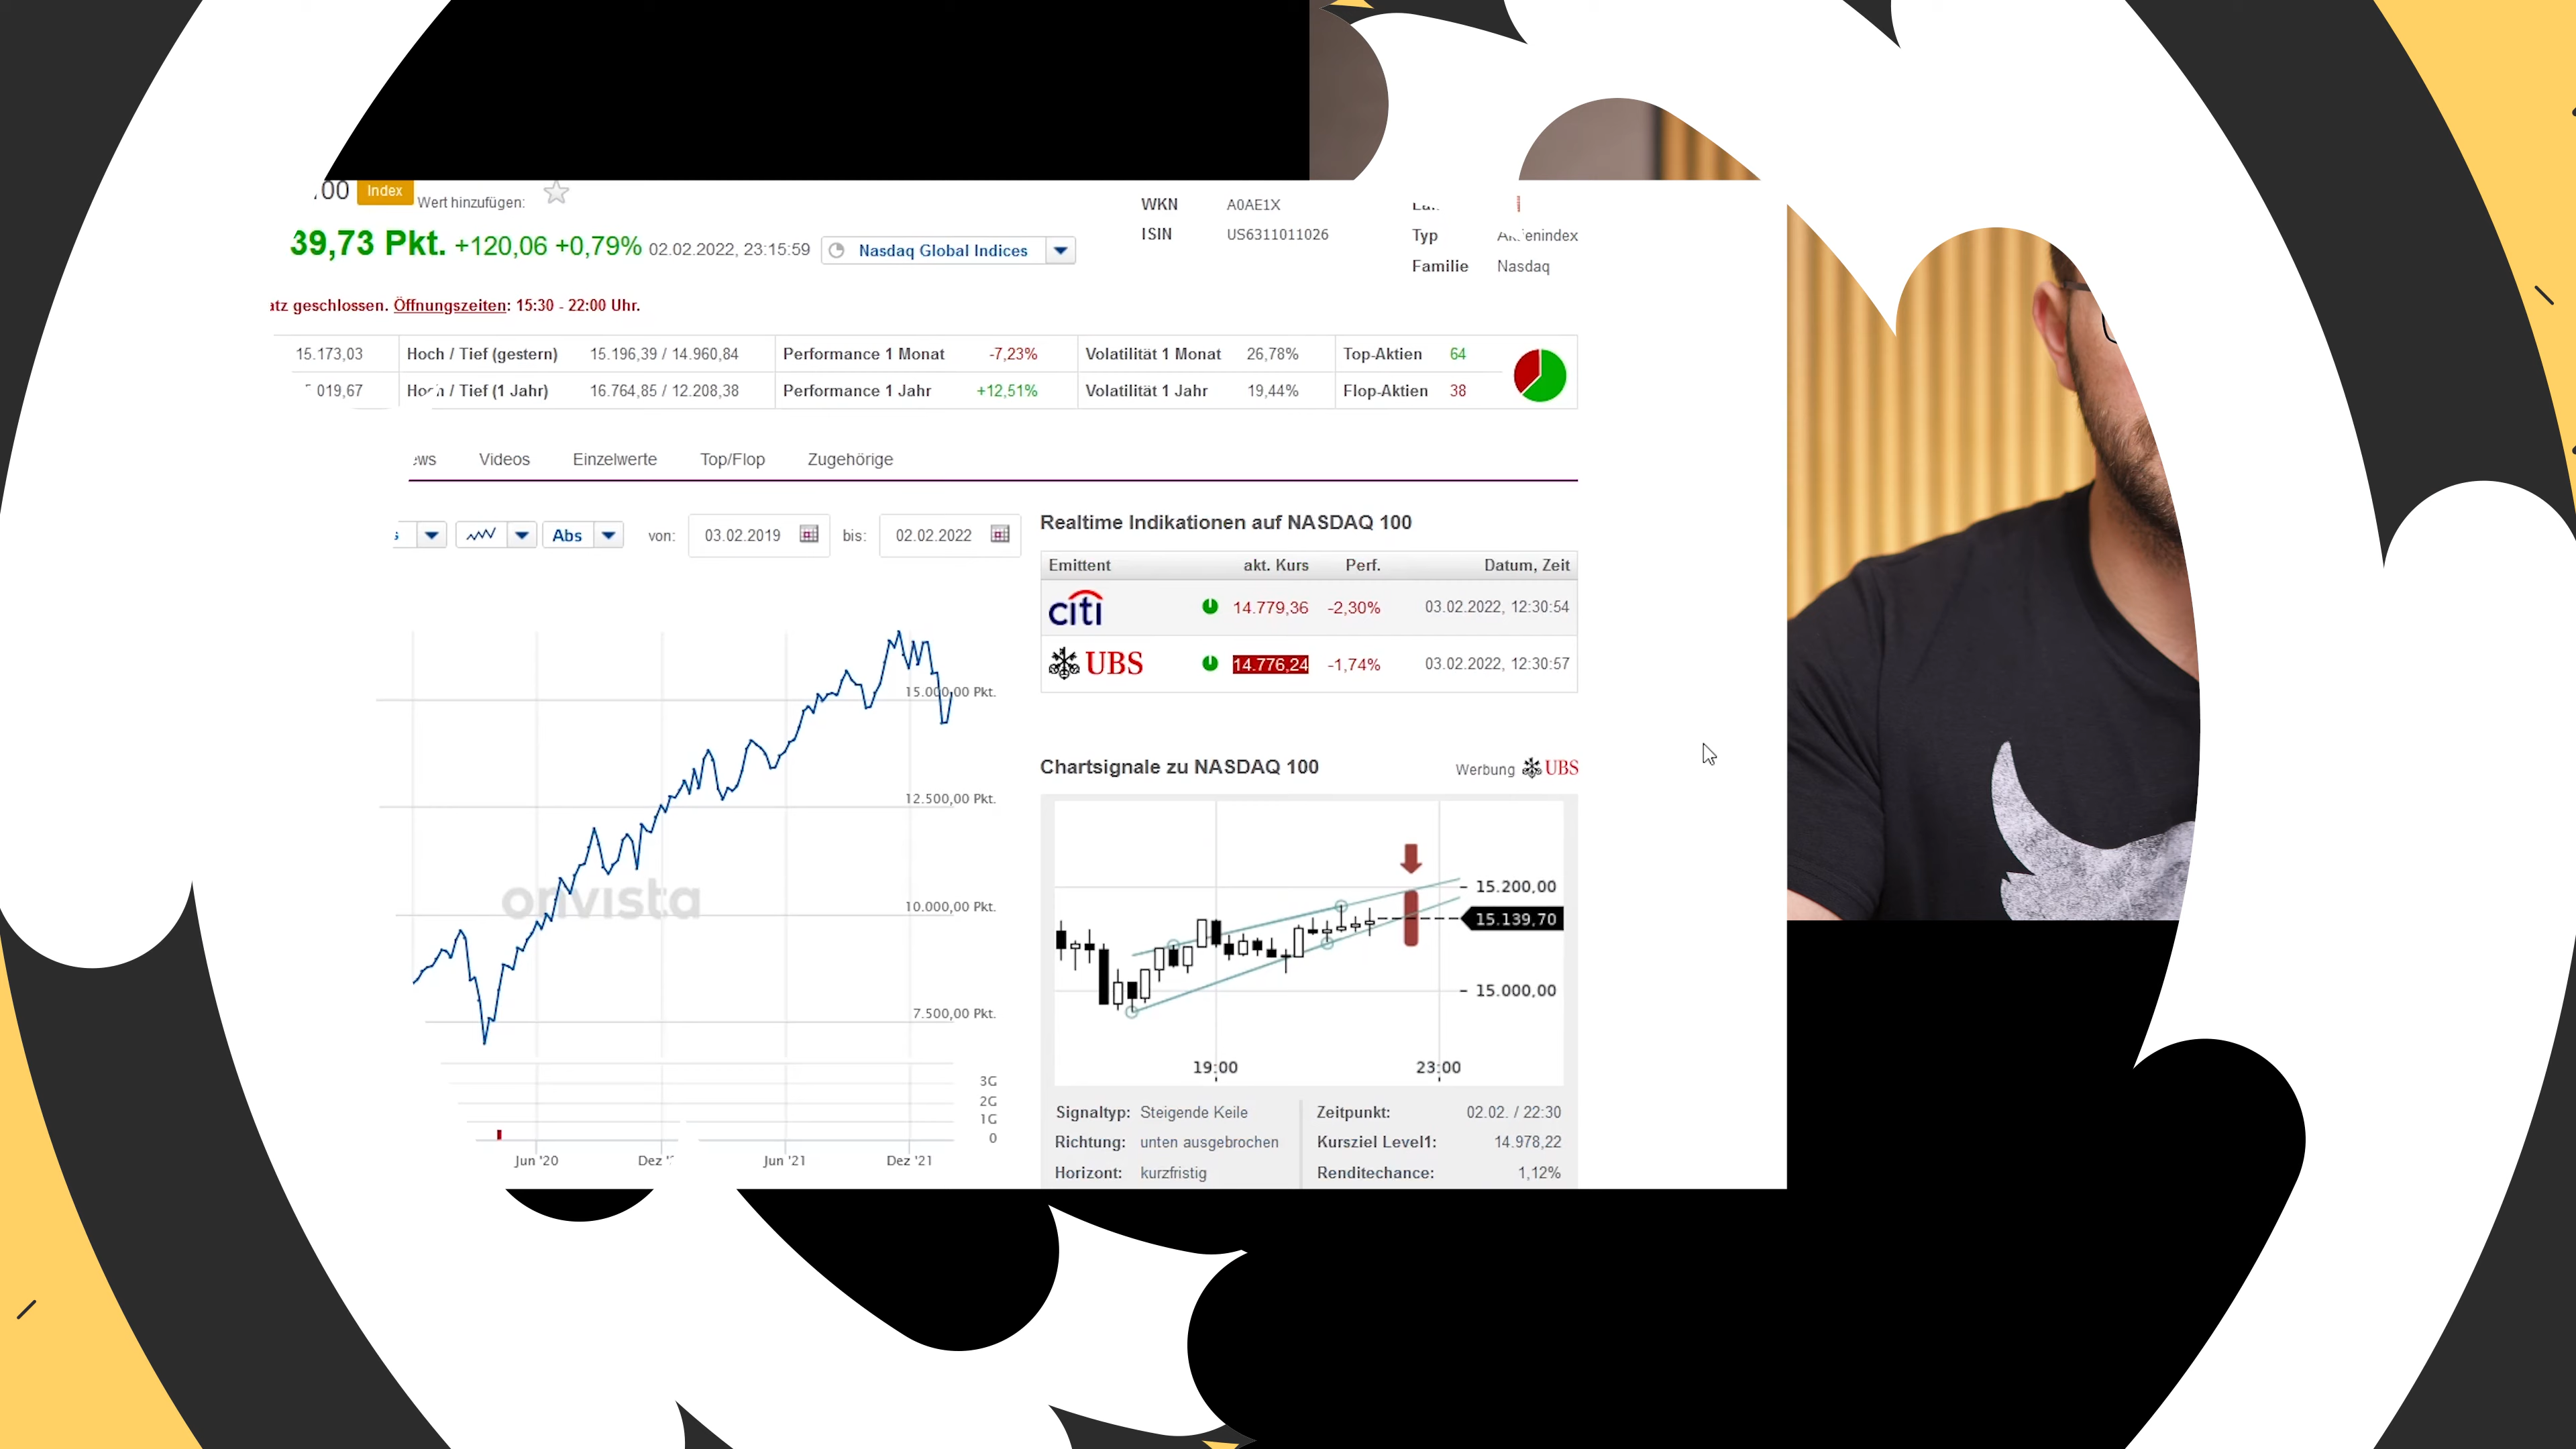 00 Index Wert hinzufügen:
WKN A0AE1X
39,73 Pkt. +120,06 +0,79% 02.02.2022, 23:15:59 Nasdaq Global Indices
ISIN US6311011026 Typ
Familie Nasdaq
geschlossen. Öffnungszeiten: 15:30 - 22:00 Uhr.
15.173,03 Hoch / Tief (gestern) 15.196,39 / 14.960,84 Performance 1 Monat -7,23% Volatilität 1 Monat 26,78% Top-Aktien 64
019,67 Hoch / Tief (1 Jahr) 16.764,85 / 12.208,38 Performance 1 Jahr +12,51% Volatilität 1 Jahr 19,44% Flop-Aktien 38
Videos Einzelwerte Top/Flop Zugehörige
Abs von: 03.02.2019 bis: 02.02.2022
15.000,00 Pkt.
12.500,00 Pkt.
onvista
10.000,00 Pkt.
7.500,00 Pkt.
3G
2G
1G
0
Jun '20 Dez Jun '21 Dez '21
Realtime Indikationen auf NASDAQ 100
Emittent akt. Kurs Perf. Datum, Zeit
citi 14.779,36 -2,30% 03.02.2022, 12:30:54
UBS 14.776,24 -1,74% 03.02.2022, 12:30:57
Chartsignale zu NASDAQ 100 Werbung UBS
15.200,00
15.139,70
15.000,00
19:00 23:00
Signaltyp: Steigende Keile Zeitpunkt: 02.02. / 22:30
Richtung: unten ausgebrochen Kursziel Level1: 14.978,22
Horizont: kurzfristig Renditechance: 1,12%